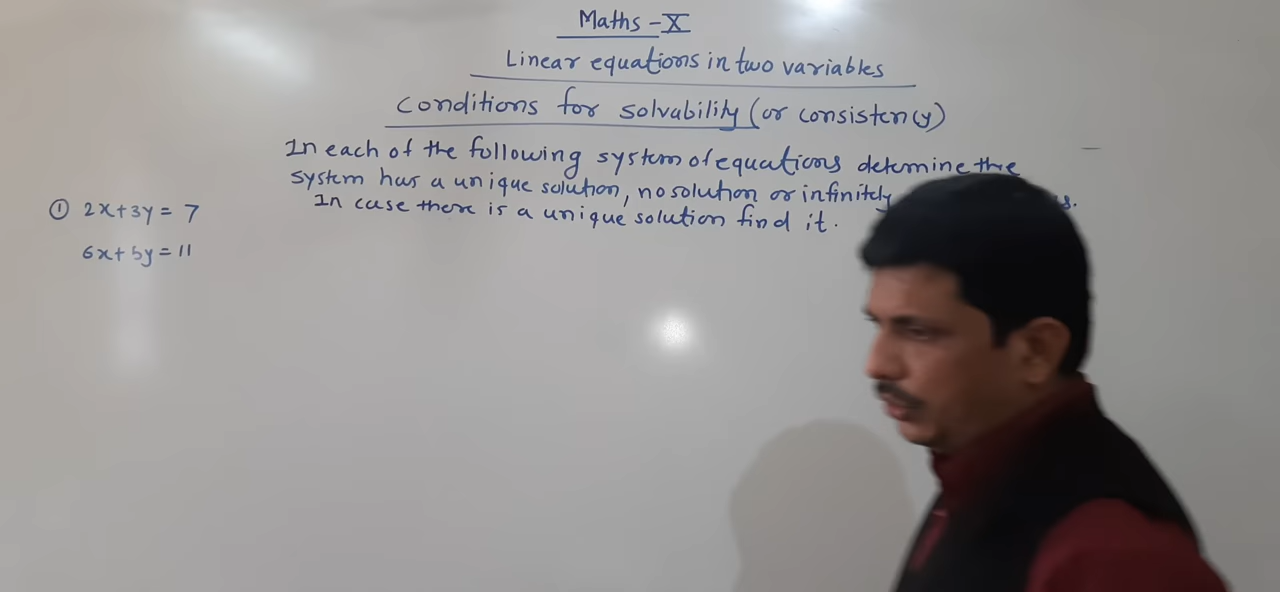 Maths - X
Linear equations in two variables
Conditions for solvability (or consistency)
In each of the following system of equations determine the
system has a unique solution, no solution or infinitely
In case there is a unique solution find it.
① 2x+3y = 7
6x+5y = 11